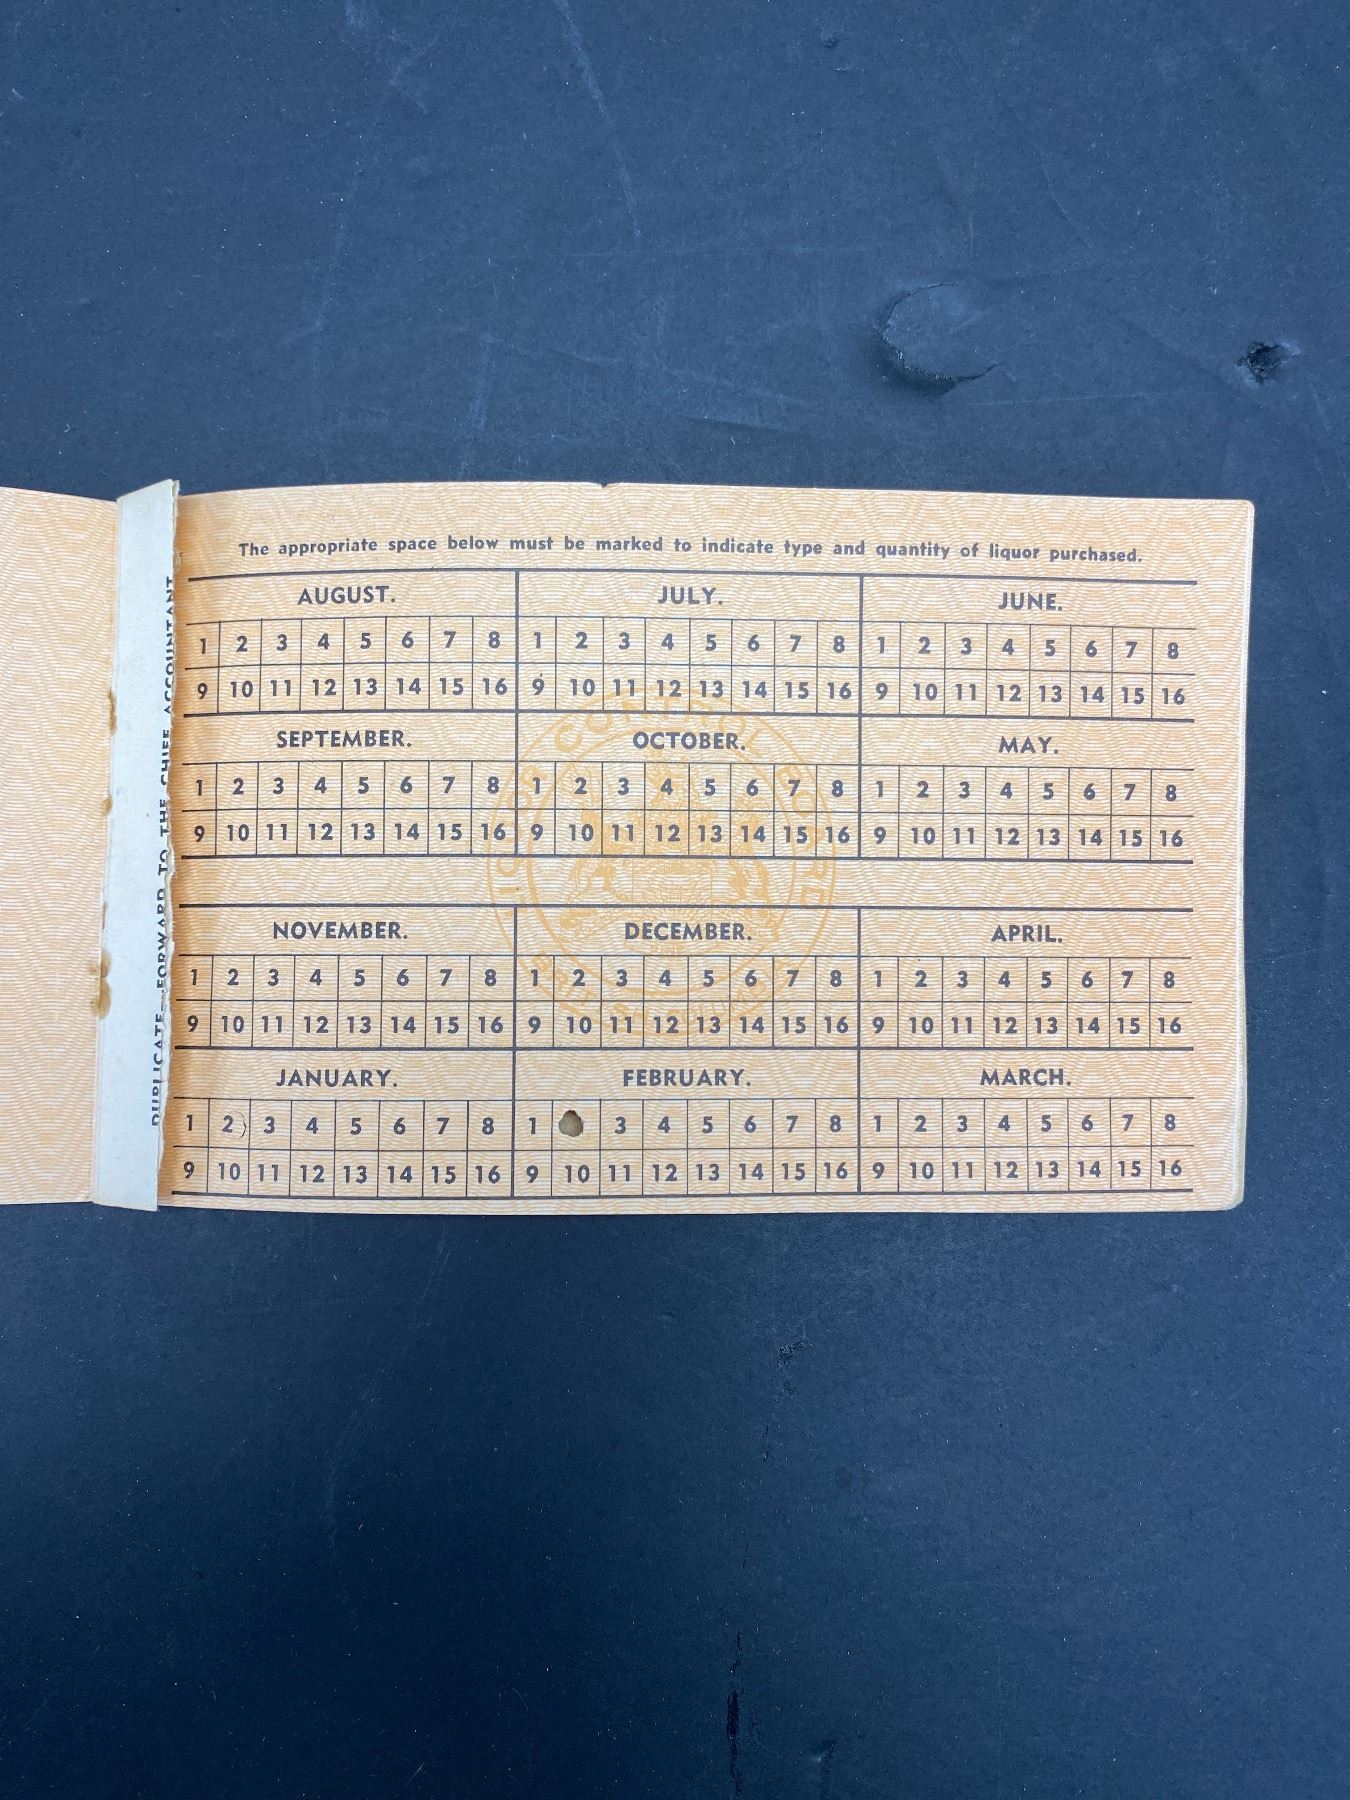 The appropriate space below must be marked to indicate type and quantity of liquor purchased.
AUGUST. JULY. JUNE.
1 2 3 4 5 6 7 8 1 2 3 4 5 6 7 8 1 2 3 4 5 6 7 8
9 10 11 12 13 14 15 16 9 10 11 12 13 14 15 16 9 10 11 12 13 14 15 16
SEPTEMBER. OCTOBER. MAY.
1 2 3 4 5 6 7 8 1 2 3 4 5 6 7 8 1 2 3 4 5 6 7 8
9 10 11 12 13 14 15 16 9 10 11 12 13 14 15 16 9 10 11 12 13 14 15 16
NOVEMBER. DECEMBER. APRIL.
1 2 3 4 5 6 7 8 1 2 3 4 5 6 7 8 1 2 3 4 5 6 7 8
9 10 11 12 13 14 15 16 9 10 11 12 13 14 15 16 9 10 11 12 13 14 15 16
JANUARY. FEBRUARY. MARCH.
1 2 3 4 5 6 7 8 1 3 4 5 6 7 8 1 2 3 4 5 6 7 8
9 10 11 12 13 14 15 16 9 10 11 12 13 14 15 16 9 10 11 12 13 14 15 16
DUPLICATE—FORWARD TO THE CHIEF ACCOUNTANT
CONTROL BOARD